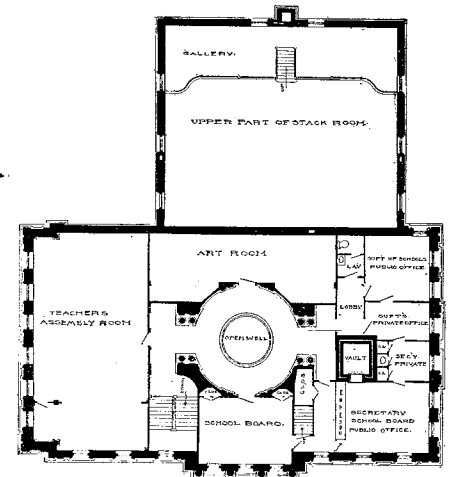 GALLERY.
UPPER PART OF STACK ROOM.
ART ROOM
LAV
SUPT OF SCHOOLS
PUBLIC OFFICE.
TEACHERS
ASSEMBLY ROOM
LOBBY
SUPT'S
PRIVATE OFFICE
OPEN WELL
VAULT
SEC'Y
PRIVATE
SCHOOL BOARD.
SECRETARY
SCHOOL BOARD
PUBLIC OFFICE.